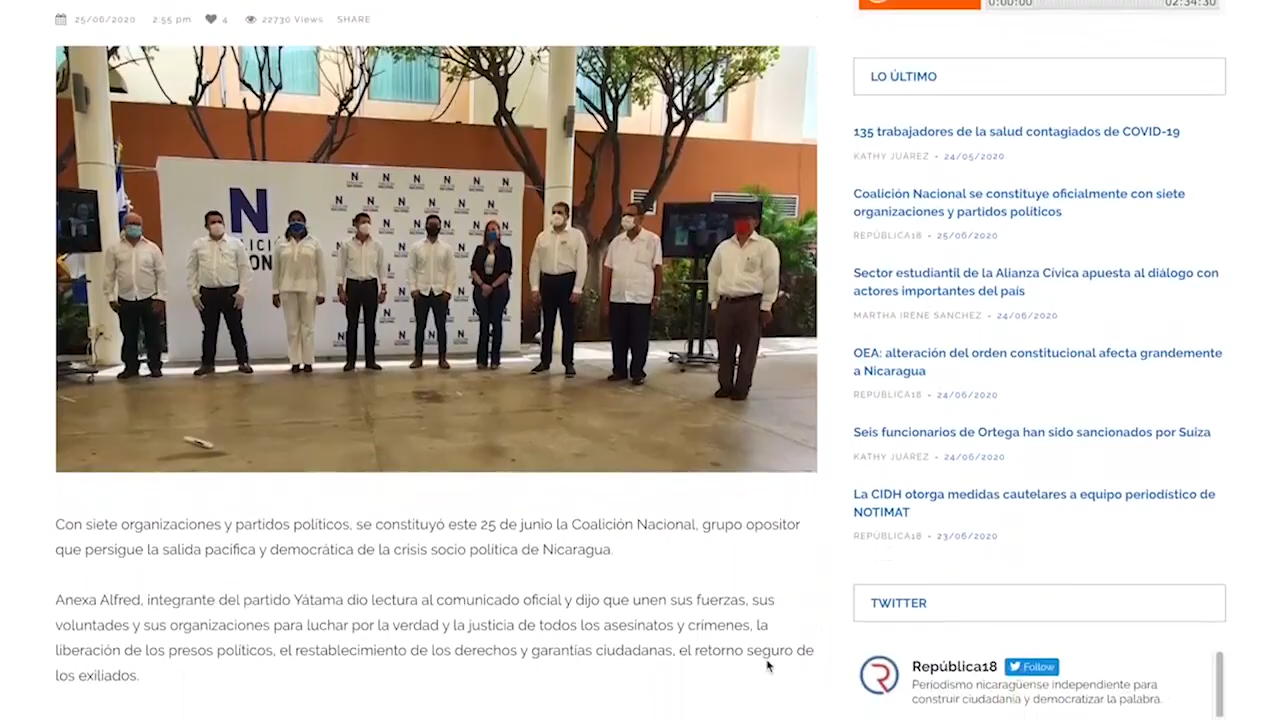 25/06/2020 2:55 pm 4 22730 Views SHARE
0:00:00 02:34:30
LO ÚLTIMO
135 trabajadores de la salud contagiados de COVID-19
KATHY JUÁREZ - 24/05/2020
Coalición Nacional se constituye oficialmente con siete
organizaciones y partidos políticos
REPÚBLICA18 - 25/06/2020
Sector estudiantil de la Alianza Cívica apuesta al diálogo con
actores importantes del país
MARTHA IRENE SANCHEZ - 24/06/2020
OEA: alteración del orden constitucional afecta grandemente
a Nicaragua
REPÚBLICA18 - 24/06/2020
Seis funcionarios de Ortega han sido sancionados por Suiza
KATHY JUÁREZ - 24/06/2020
La CIDH otorga medidas cautelares a equipo periodístico de
NOTIMAT
REPÚBLICA18 - 23/06/2020
N
Con siete organizaciones y partidos políticos, se constituyó este 25 de junio la Coalición Nacional, grupo opositor
que persigue la salida pacífica y democrática de la crisis socio política de Nicaragua.
Anexa Alfred, integrante del partido Yátama dio lectura al comunicado oficial y dijo que unen sus fuerzas, sus
voluntades y sus organizaciones para luchar por la verdad y la justicia de todos los asesinatos y crímenes, la
liberación de los presos políticos, el restablecimiento de los derechos y garantías ciudadanas, el retorno seguro de
los exiliados.
TWITTER
República18 Follow
Periodismo nicaragüense independiente para
construir ciudadanía y democratizar la palabra.